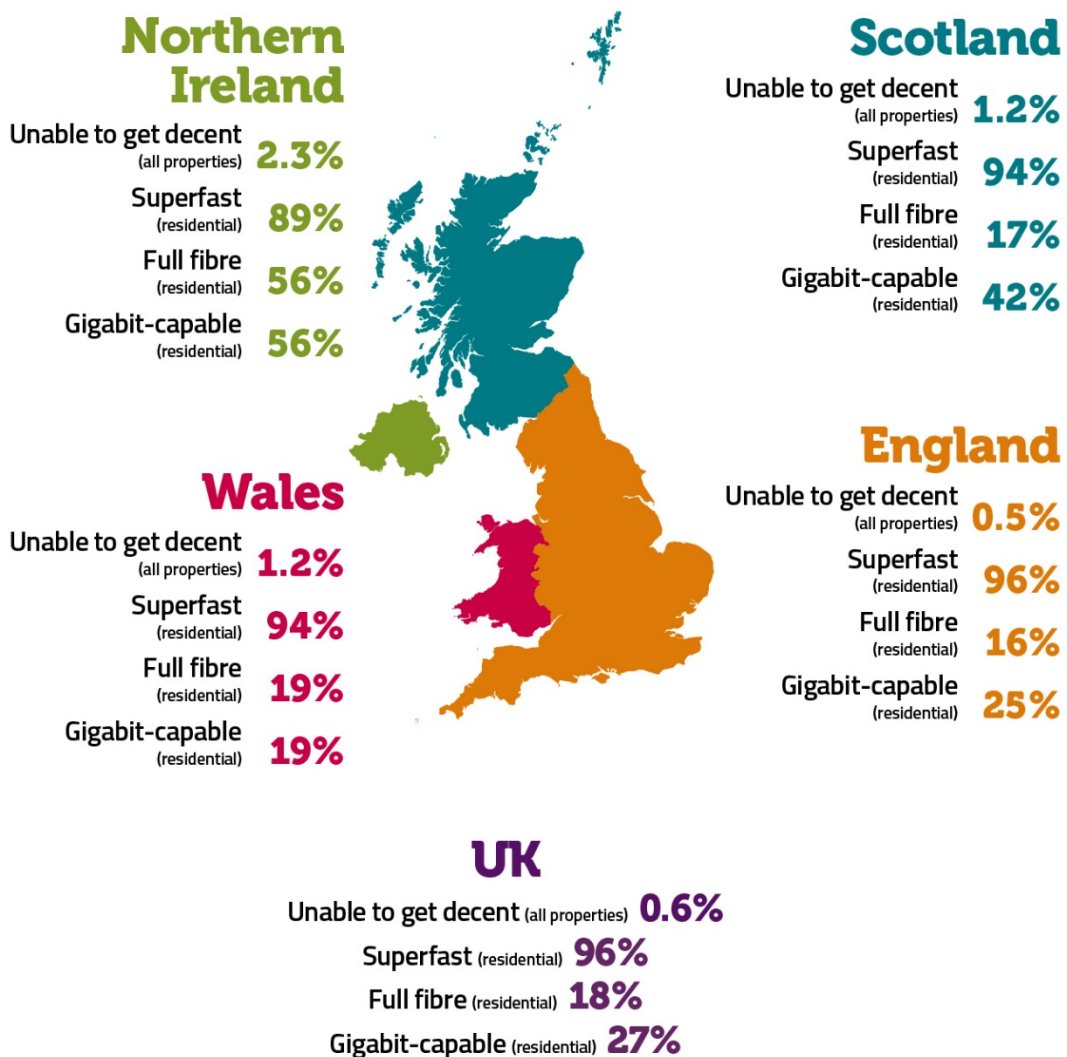 Northern
Ireland
Unable to get decent
(all properties) 2.3%
Superfast
(residential) 89%
Full fibre
(residential) 56%
Gigabit-capable
(residential) 56%
Scotland
Unable to get decent
(all properties) 1.2%
Superfast
(residential) 94%
Full fibre
(residential) 17%
Gigabit-capable
(residential) 42%
Wales
Unable to get decent
(all properties) 1.2%
Superfast
(residential) 94%
Full fibre
(residential) 19%
Gigabit-capable
(residential) 19%
England
Unable to get decent
(all properties) 0.5%
Superfast
(residential) 96%
Full fibre
(residential) 16%
Gigabit-capable
(residential) 25%
UK
Unable to get decent (all properties) 0.6%
Superfast (residential) 96%
Full fibre (residential) 18%
Gigabit-capable (residential) 27%